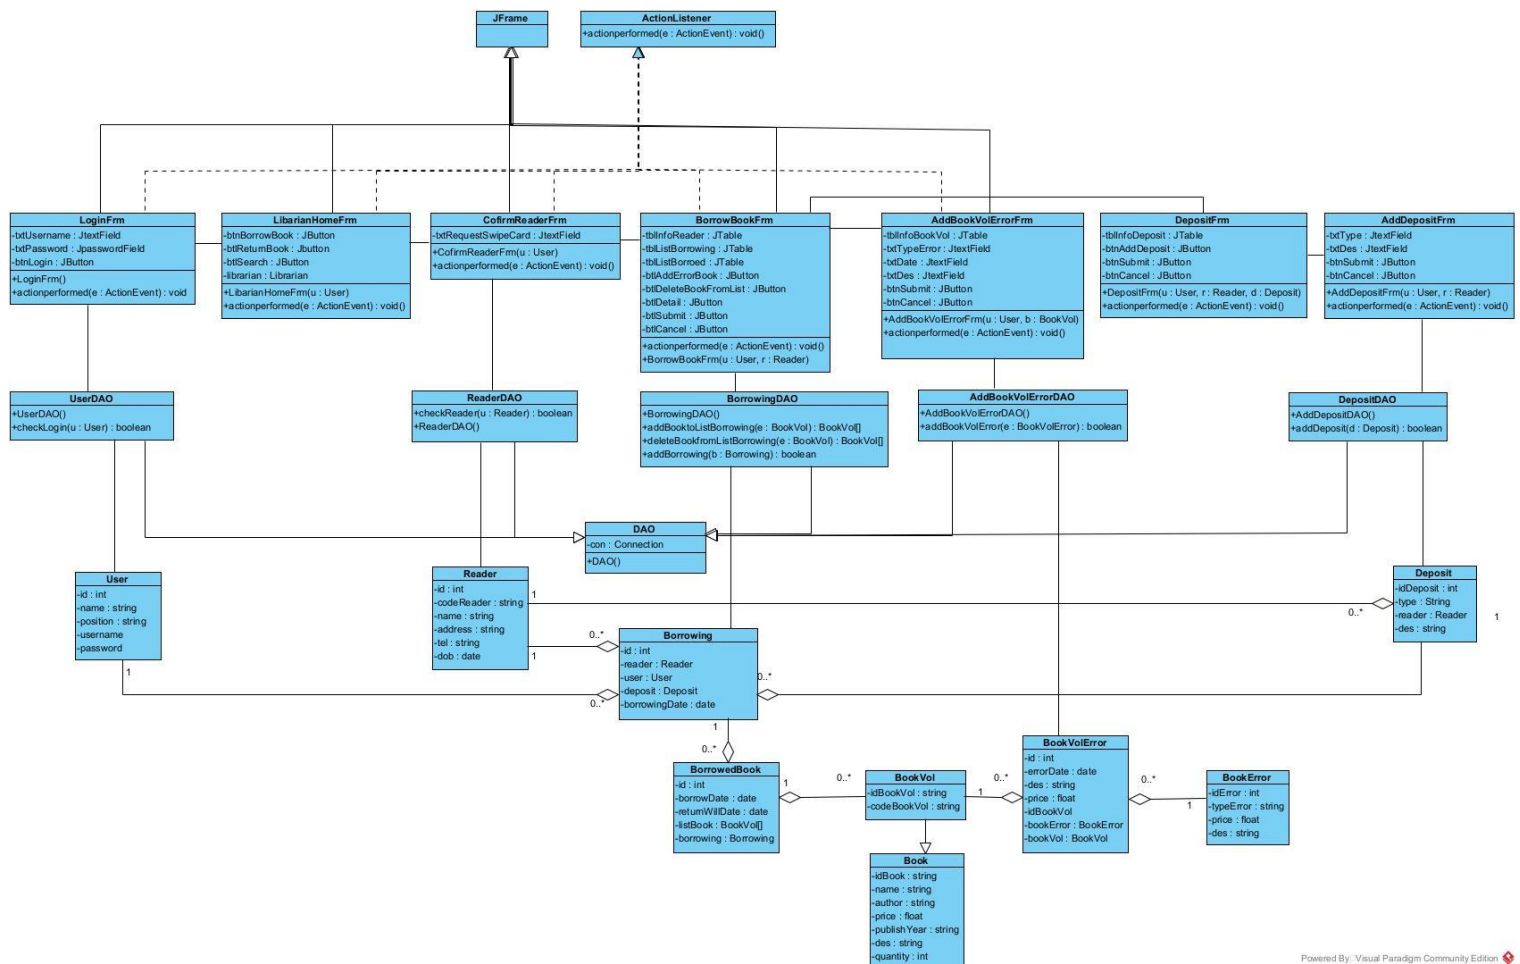 JFrame
ActionListener
+actionperformed(e : ActionEvent) : void()
LoginFrm
-txtUsername : JtextField
-txtPassword : JpasswordField
-btnLogin : JButton
+LoginFrm()
+actionperformed(e : ActionEvent) : void
LibarianHomeFrm
-btnBorrowBook : JButton
-btlReturnBook : Jbutton
-btlSearch : JButton
-librarian : Librarian
+LibarianHomeFrm(u : User)
+actionperformed(e : ActionEvent) : void()
CofirmReaderFrm
-txtRequestSwipeCard : JtextField
+CofirmReaderFrm(u : User)
+actionperformed(e : ActionEvent) : void()
BorrowBookFrm
-tblInfoReader : JTable
-tblListBorrowing : JTable
-tblListBorroed : JTable
-btlAddErrorBook : JButton
-btlDeleteBookFromList : JButton
-btlDetail : JButton
-btlSubmit : JButton
-btlCancel : JButton
+actionperformed(e : ActionEvent) : void()
+BorrowBookFrm(u : User, r : Reader)
AddBookVolErrorFrm
-tblInfoBookVol : JTable
-txtTypeError : JtextField
-txtDate : JtextField
-txtDes : JtextField
-btnSubmit : JButton
-btnCancel : JButton
+AddBookVolErrorFrm(u : User, b : BookVol)
+actionperformed(e : ActionEvent) : void()
DepositFrm
-tblInfoDeposit : JTable
-btnAddDeposit : JButton
-btnSubmit : JButton
-btnCancel : JButton
+DepositFrm(u : User, r : Reader, d : Deposit)
+actionperformed(e : ActionEvent) : void()
AddDepositFrm
-txtType : JtextField
-txtDes : JtextField
-btnSubmit : JButton
-btnCancel : JButton
+AddDepositFrm(u : User, r : Reader)
+actionperformed(e : ActionEvent) : void()
UserDAO
+UserDAO()
+checkLogin(u : User) : boolean
ReaderDAO
+checkReader(u : Reader) : boolean
+ReaderDAO()
BorrowingDAO
+BorrowingDAO()
+addBooktoListBorrowing(e : BookVol) : BookVol[]
+deleteBookfromListBorrowing(e : BookVol) : BookVol[]
+addBorrowing(b : Borrowing) : boolean
AddBookVolErrorDAO
+AddBookVolErrorDAO()
+addBookVolError(e : BookVolError) : boolean
DepositDAO
+AddDepositDAO()
+addDeposit(d : Deposit) : boolean
DAO
-con : Connection
+DAO()
User
-id : int
-name : string
-position : string
-username
-password
1
Reader
-id : int
-codeReader : string
-name : string
-address : string
-tel : string
-dob : date
1
1
Deposit
-idDeposit : int
-type : String
-reader : Reader
-des : string
0..*
1
Borrowing
-id : int
-reader : Reader
-user : User
-deposit : Deposit
-borrowingDate : date
0..*
0..*
0..*
1
0..*
BorrowedBook
-id : int
-borrowDate : date
-returnWillDate : date
-listBook : BookVol[]
-borrowing : Borrowing
1
0..*
BookVol
-idBookVol : string
-codeBookVol : string
1
0..*
BookVolError
-id : int
-errorDate : date
-des : string
-price : float
-idBookVol
-bookError : BookError
-bookVol : BookVol
0..*
1
BookError
-idError : int
-typeError : string
-price : float
-des : string
Book
-idBook : string
-name : string
-author : string
-price : float
-publishYear : string
-des : string
-quantity : int
Powered By: Visual Paradigm Community Edition